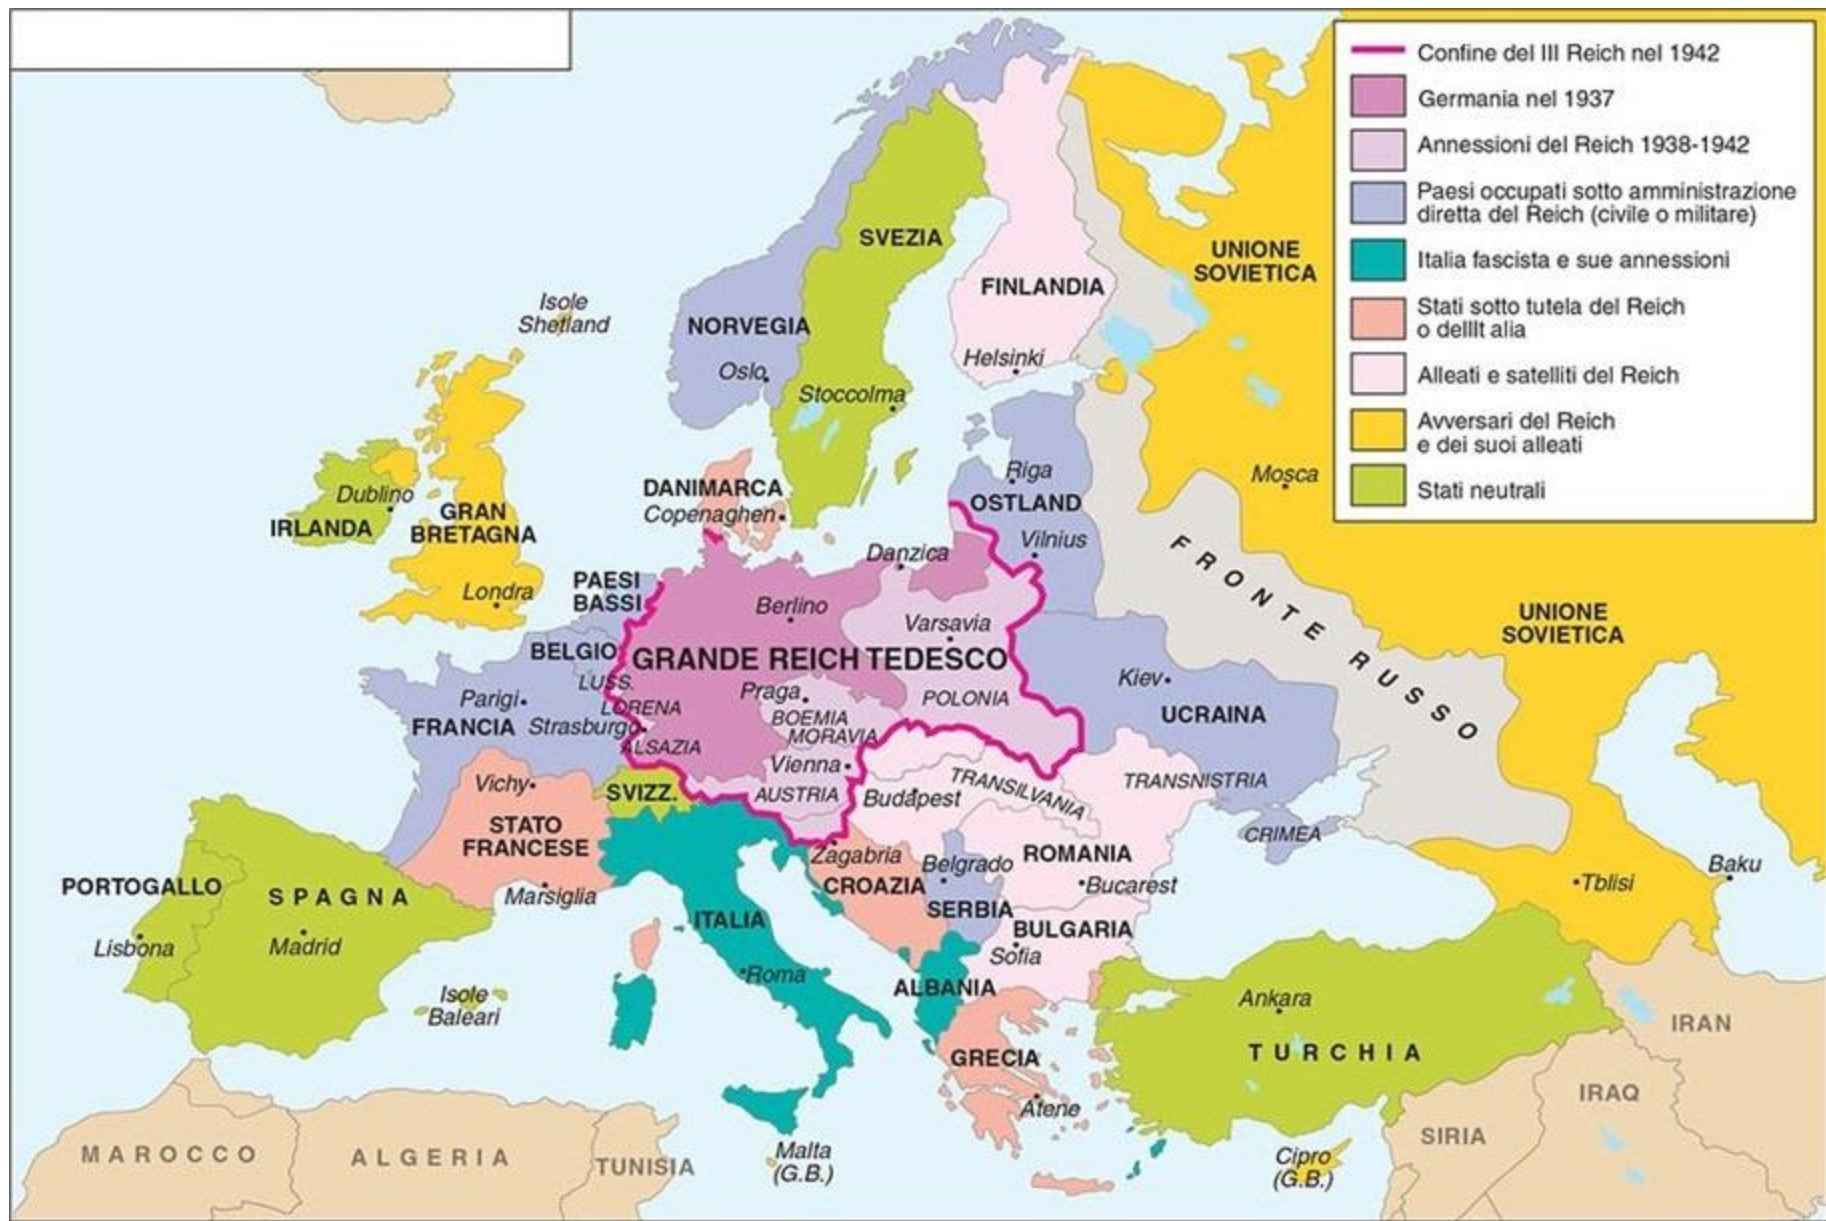 Confine del III Reich nel 1942
Germania nel 1937
Annessioni del Reich 1938-1942
Paesi occupati sotto amministrazione
diretta del Reich (civile o militare)
Italia fascista e sue annessioni
Stati sotto tutela del Reich
o dellIt alia
Alleati e satelliti del Reich
Avversari del Reich
e dei suoi alleati
Stati neutrali
SVEZIA
UNIONE
SOVIETICA
FINLANDIA
Isole
Shetland
NORVEGIA
Helsinki
Oslo
Stoccolma
Riga
Mosca
DANIMARCA
Copenaghen
OSTLAND
Dublino
IRLANDA
GRAN
BRETAGNA
Vilnius
Danzica
FRONTE RUSSO
PAESI
BASSI
Londra
Berlino
Varsavia
UNIONE
SOVIETICA
BELGIO
GRANDE REICH TEDESCO
LUSS.
Kiev
Parigi
Praga
POLONIA
LORENA
FRANCIA
Strasburgo
BOEMIA
MORAVIA
UCRAINA
ALSAZIA
Vienna
Vichy
SVIZZ.
AUSTRIA
Budapest
TRANSILVANIA
TRANSNISTRIA
STATO
FRANCESE
CRIMEA
Zagabria
Belgrado
ROMANIA
Baku
PORTOGALLO
SPAGNA
Marsiglia
CROAZIA
Bucarest
Tblisi
ITALIA
SERBIA
BULGARIA
Lisbona
Madrid
Sofia
Roma
ALBANIA
Isole
Baleari
Ankara
IRAN
GRECIA
TURCHIA
IRAQ
Atene
MAROCCO
ALGERIA
TUNISIA
Malta
(G.B.)
Cipro
(G.B.)
SIRIA